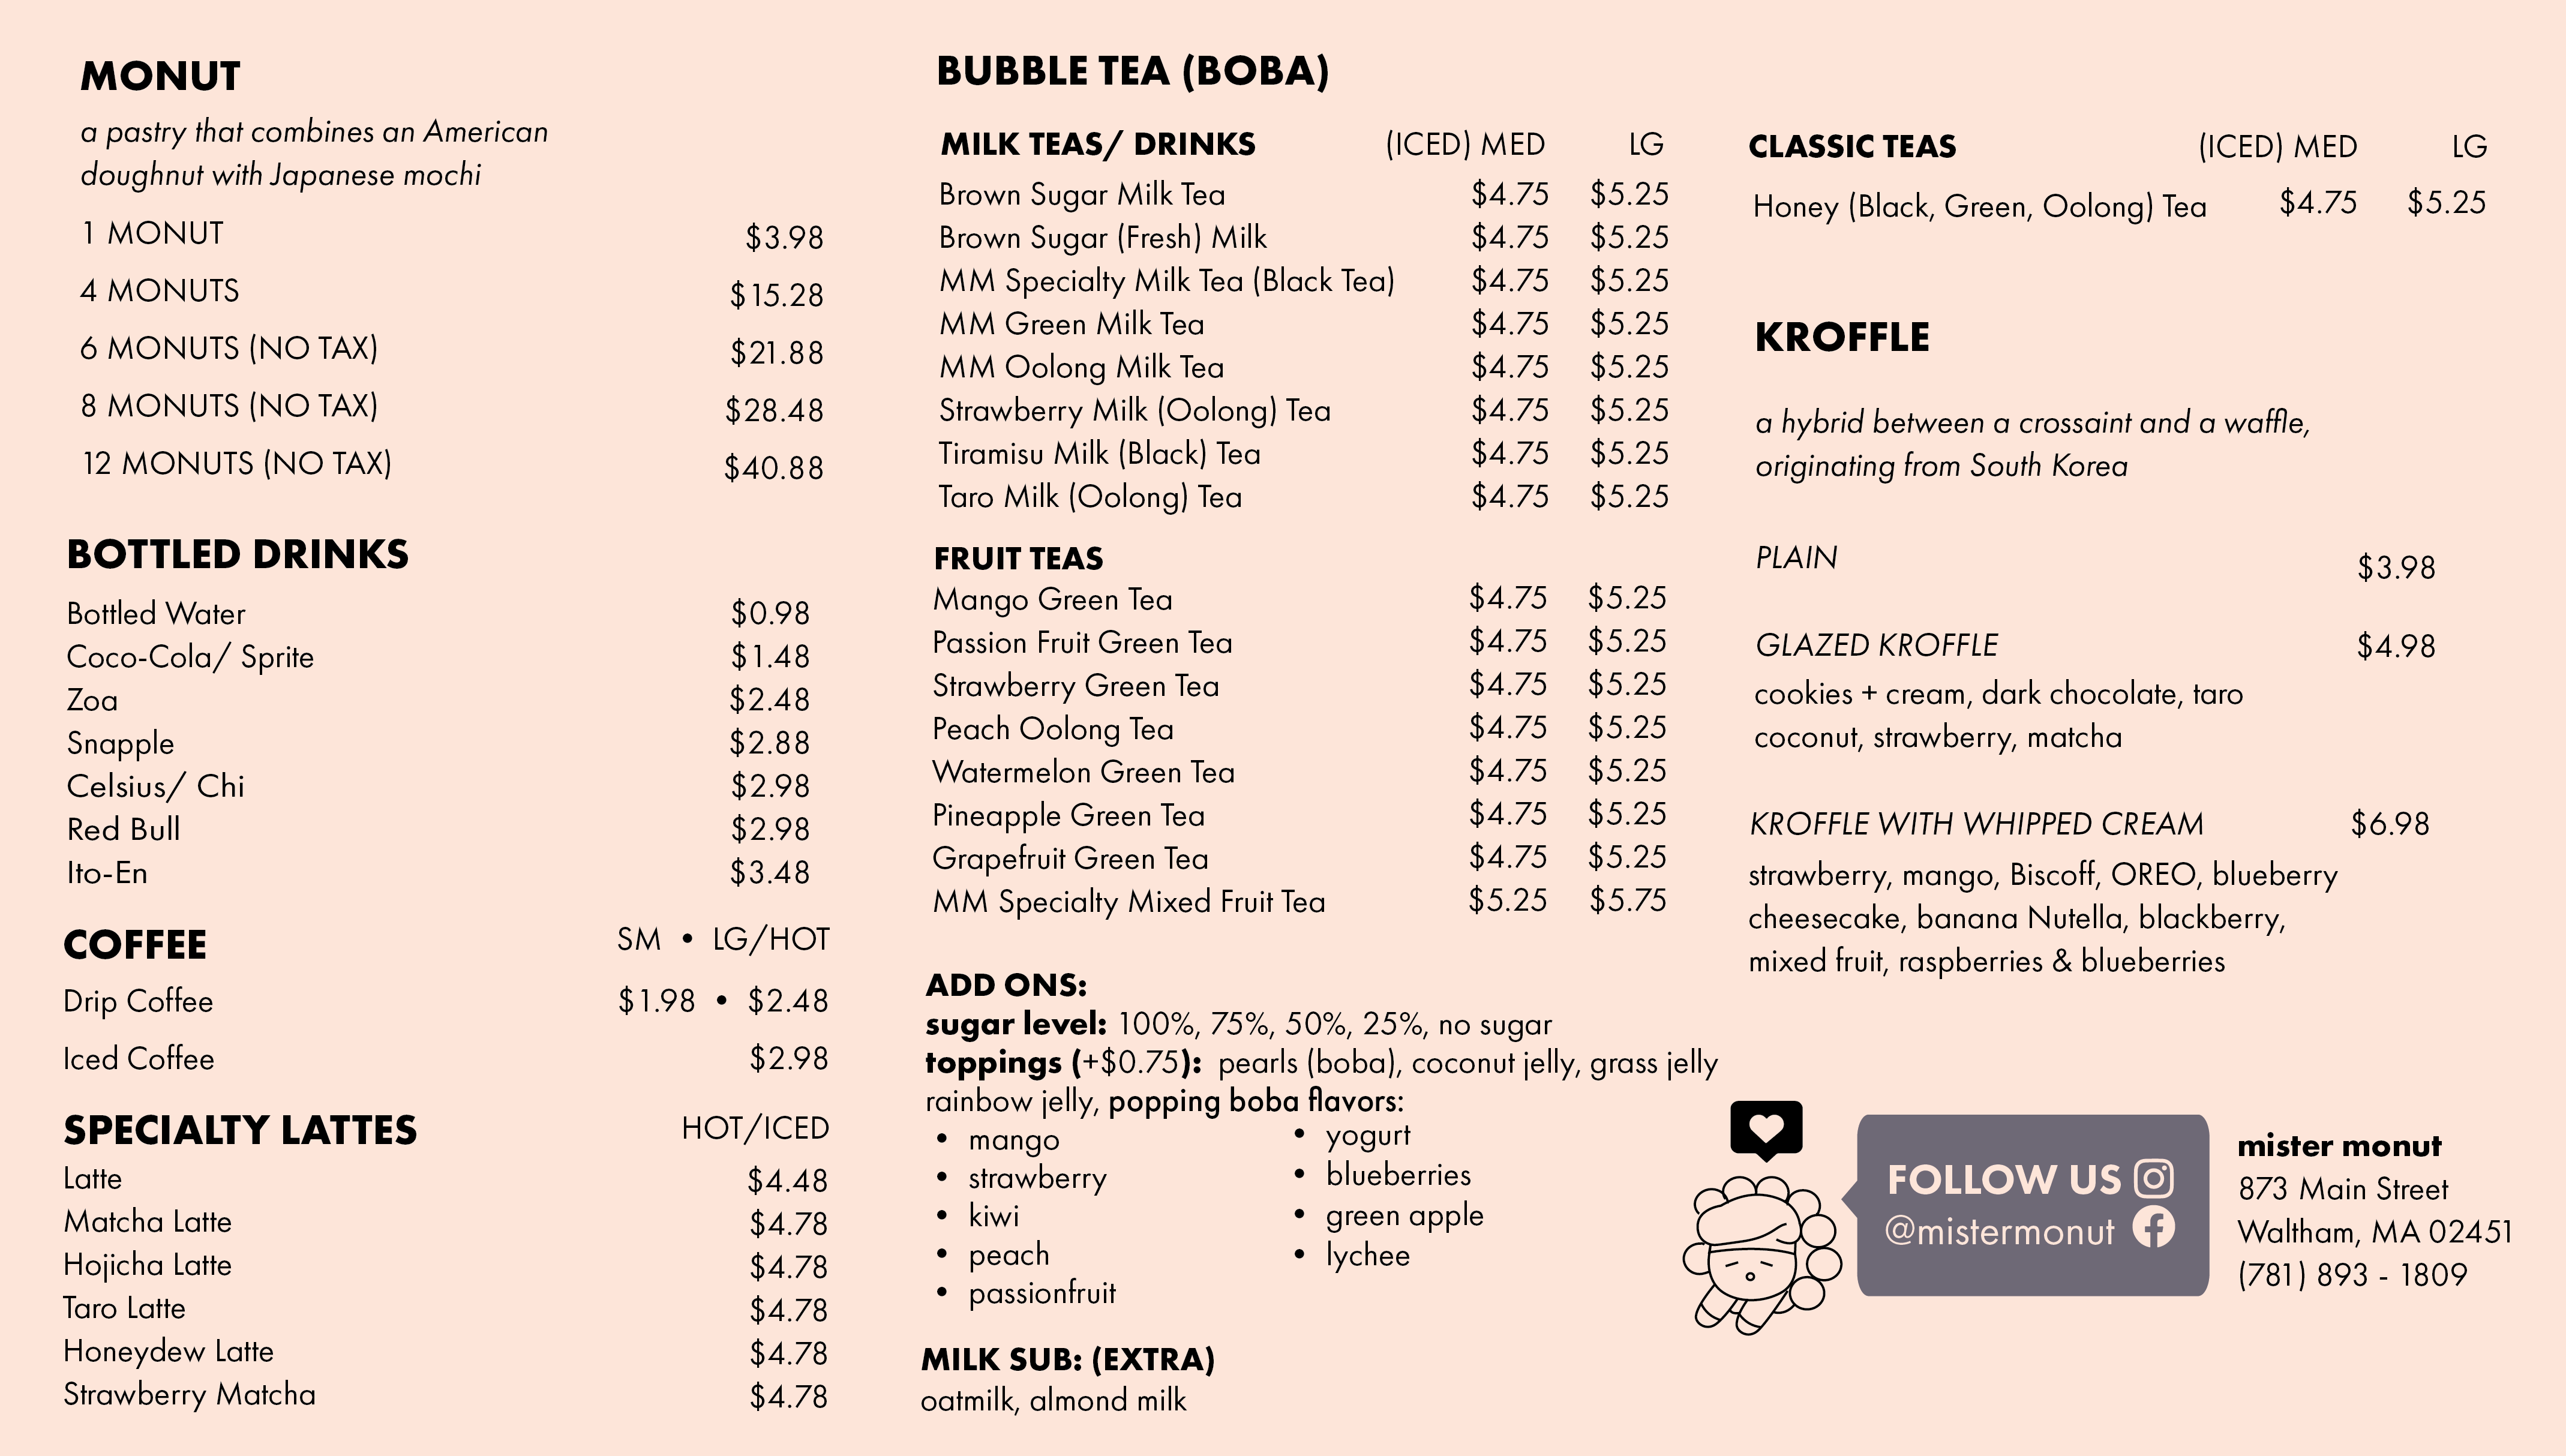 MONUT
a pastry that combines an American
doughnut with Japanese mochi
1 MONUT $3.98
4 MONUTS $15.28
6 MONUTS (NO TAX) $21.88
8 MONUTS (NO TAX) $28.48
12 MONUTS (NO TAX) $40.88
BOTTLED DRINKS
Bottled Water $0.98
Coco-Cola/ Sprite $1.48
Zoa $2.48
Snapple $2.88
Celsius/ Chi $2.98
Red Bull $2.98
Ito-En $3.48
COFFEE SM • LG/HOT
Drip Coffee $1.98 • $2.48
Iced Coffee $2.98
SPECIALTY LATTES HOT/ICED
Latte $4.48
Matcha Latte $4.78
Hojicha Latte $4.78
Taro Latte $4.78
Honeydew Latte $4.78
Strawberry Matcha $4.78
BUBBLE TEA (BOBA)
MILK TEAS/ DRINKS (ICED) MED LG
Brown Sugar Milk Tea $4.75 $5.25
Brown Sugar (Fresh) Milk $4.75 $5.25
MM Specialty Milk Tea (Black Tea) $4.75 $5.25
MM Green Milk Tea $4.75 $5.25
MM Oolong Milk Tea $4.75 $5.25
Strawberry Milk (Oolong) Tea $4.75 $5.25
Tiramisu Milk (Black) Tea $4.75 $5.25
Taro Milk (Oolong) Tea $4.75 $5.25
FRUIT TEAS
Mango Green Tea $4.75 $5.25
Passion Fruit Green Tea $4.75 $5.25
Strawberry Green Tea $4.75 $5.25
Peach Oolong Tea $4.75 $5.25
Watermelon Green Tea $4.75 $5.25
Pineapple Green Tea $4.75 $5.25
Grapefruit Green Tea $4.75 $5.25
MM Specialty Mixed Fruit Tea $5.25 $5.75
ADD ONS:
sugar level: 100%, 75%, 50%, 25%, no sugar
toppings (+$0.75): pearls (boba), coconut jelly, grass jelly
rainbow jelly, popping boba flavors:
• mango
• strawberry
• kiwi
• peach
• passionfruit
• yogurt
• blueberries
• green apple
• lychee
MILK SUB: (EXTRA)
oatmilk, almond milk
CLASSIC TEAS (ICED) MED LG
Honey (Black, Green, Oolong) Tea $4.75 $5.25
KROFFLE
a hybrid between a crossaint and a waffle,
originating from South Korea
PLAIN $3.98
GLAZED KROFFLE $4.98
cookies + cream, dark chocolate, taro
coconut, strawberry, matcha
KROFFLE WITH WHIPPED CREAM $6.98
strawberry, mango, Biscoff, OREO, blueberry
cheesecake, banana Nutella, blackberry,
mixed fruit, raspberries & blueberries
FOLLOW US
@mistermonut
mister monut
873 Main Street
Waltham, MA 02451
(781) 893 - 1809